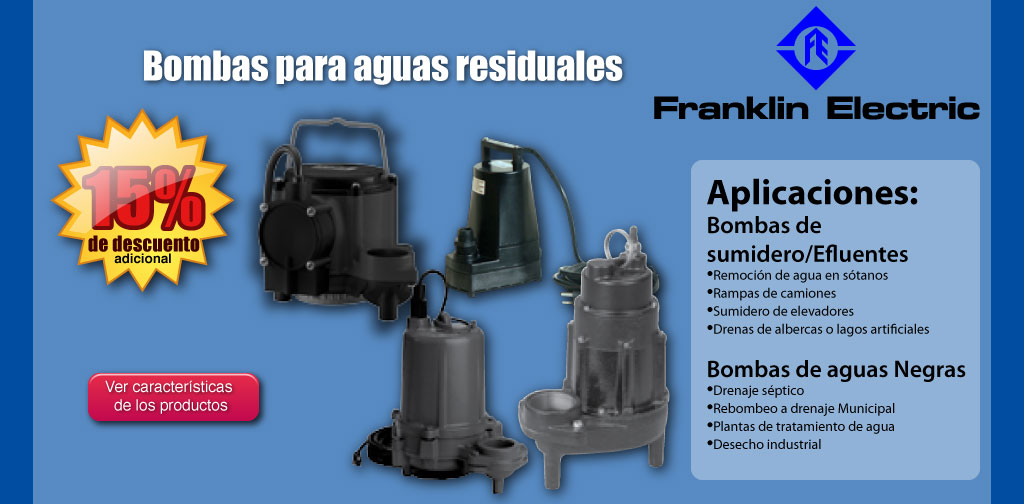 Bombas para aguas residuales
FE
Franklin Electric
15%
de descuento
adicional
Ver características
de los productos
Aplicaciones:
Bombas de
sumidero/Efluentes
•Remoción de agua en sótanos
•Rampas de camiones
•Sumidero de elevadores
•Drenas de albercas o lagos artificiales
Bombas de aguas Negras
•Drenaje séptico
•Rebombeo a drenaje Municipal
•Plantas de tratamiento de agua
•Desecho industrial